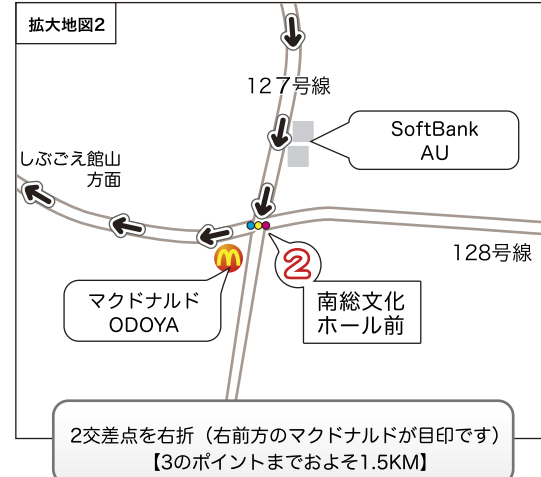 拡大地図2
127号線
SoftBank
AU
しぶごえ館山
方面
128号線
2
マクドナルド
ODOYA
南総文化
ホール前
2交差点を右折（右前方のマクドナルドが目印です）
【3のポイントまでおよそ1.5KM】